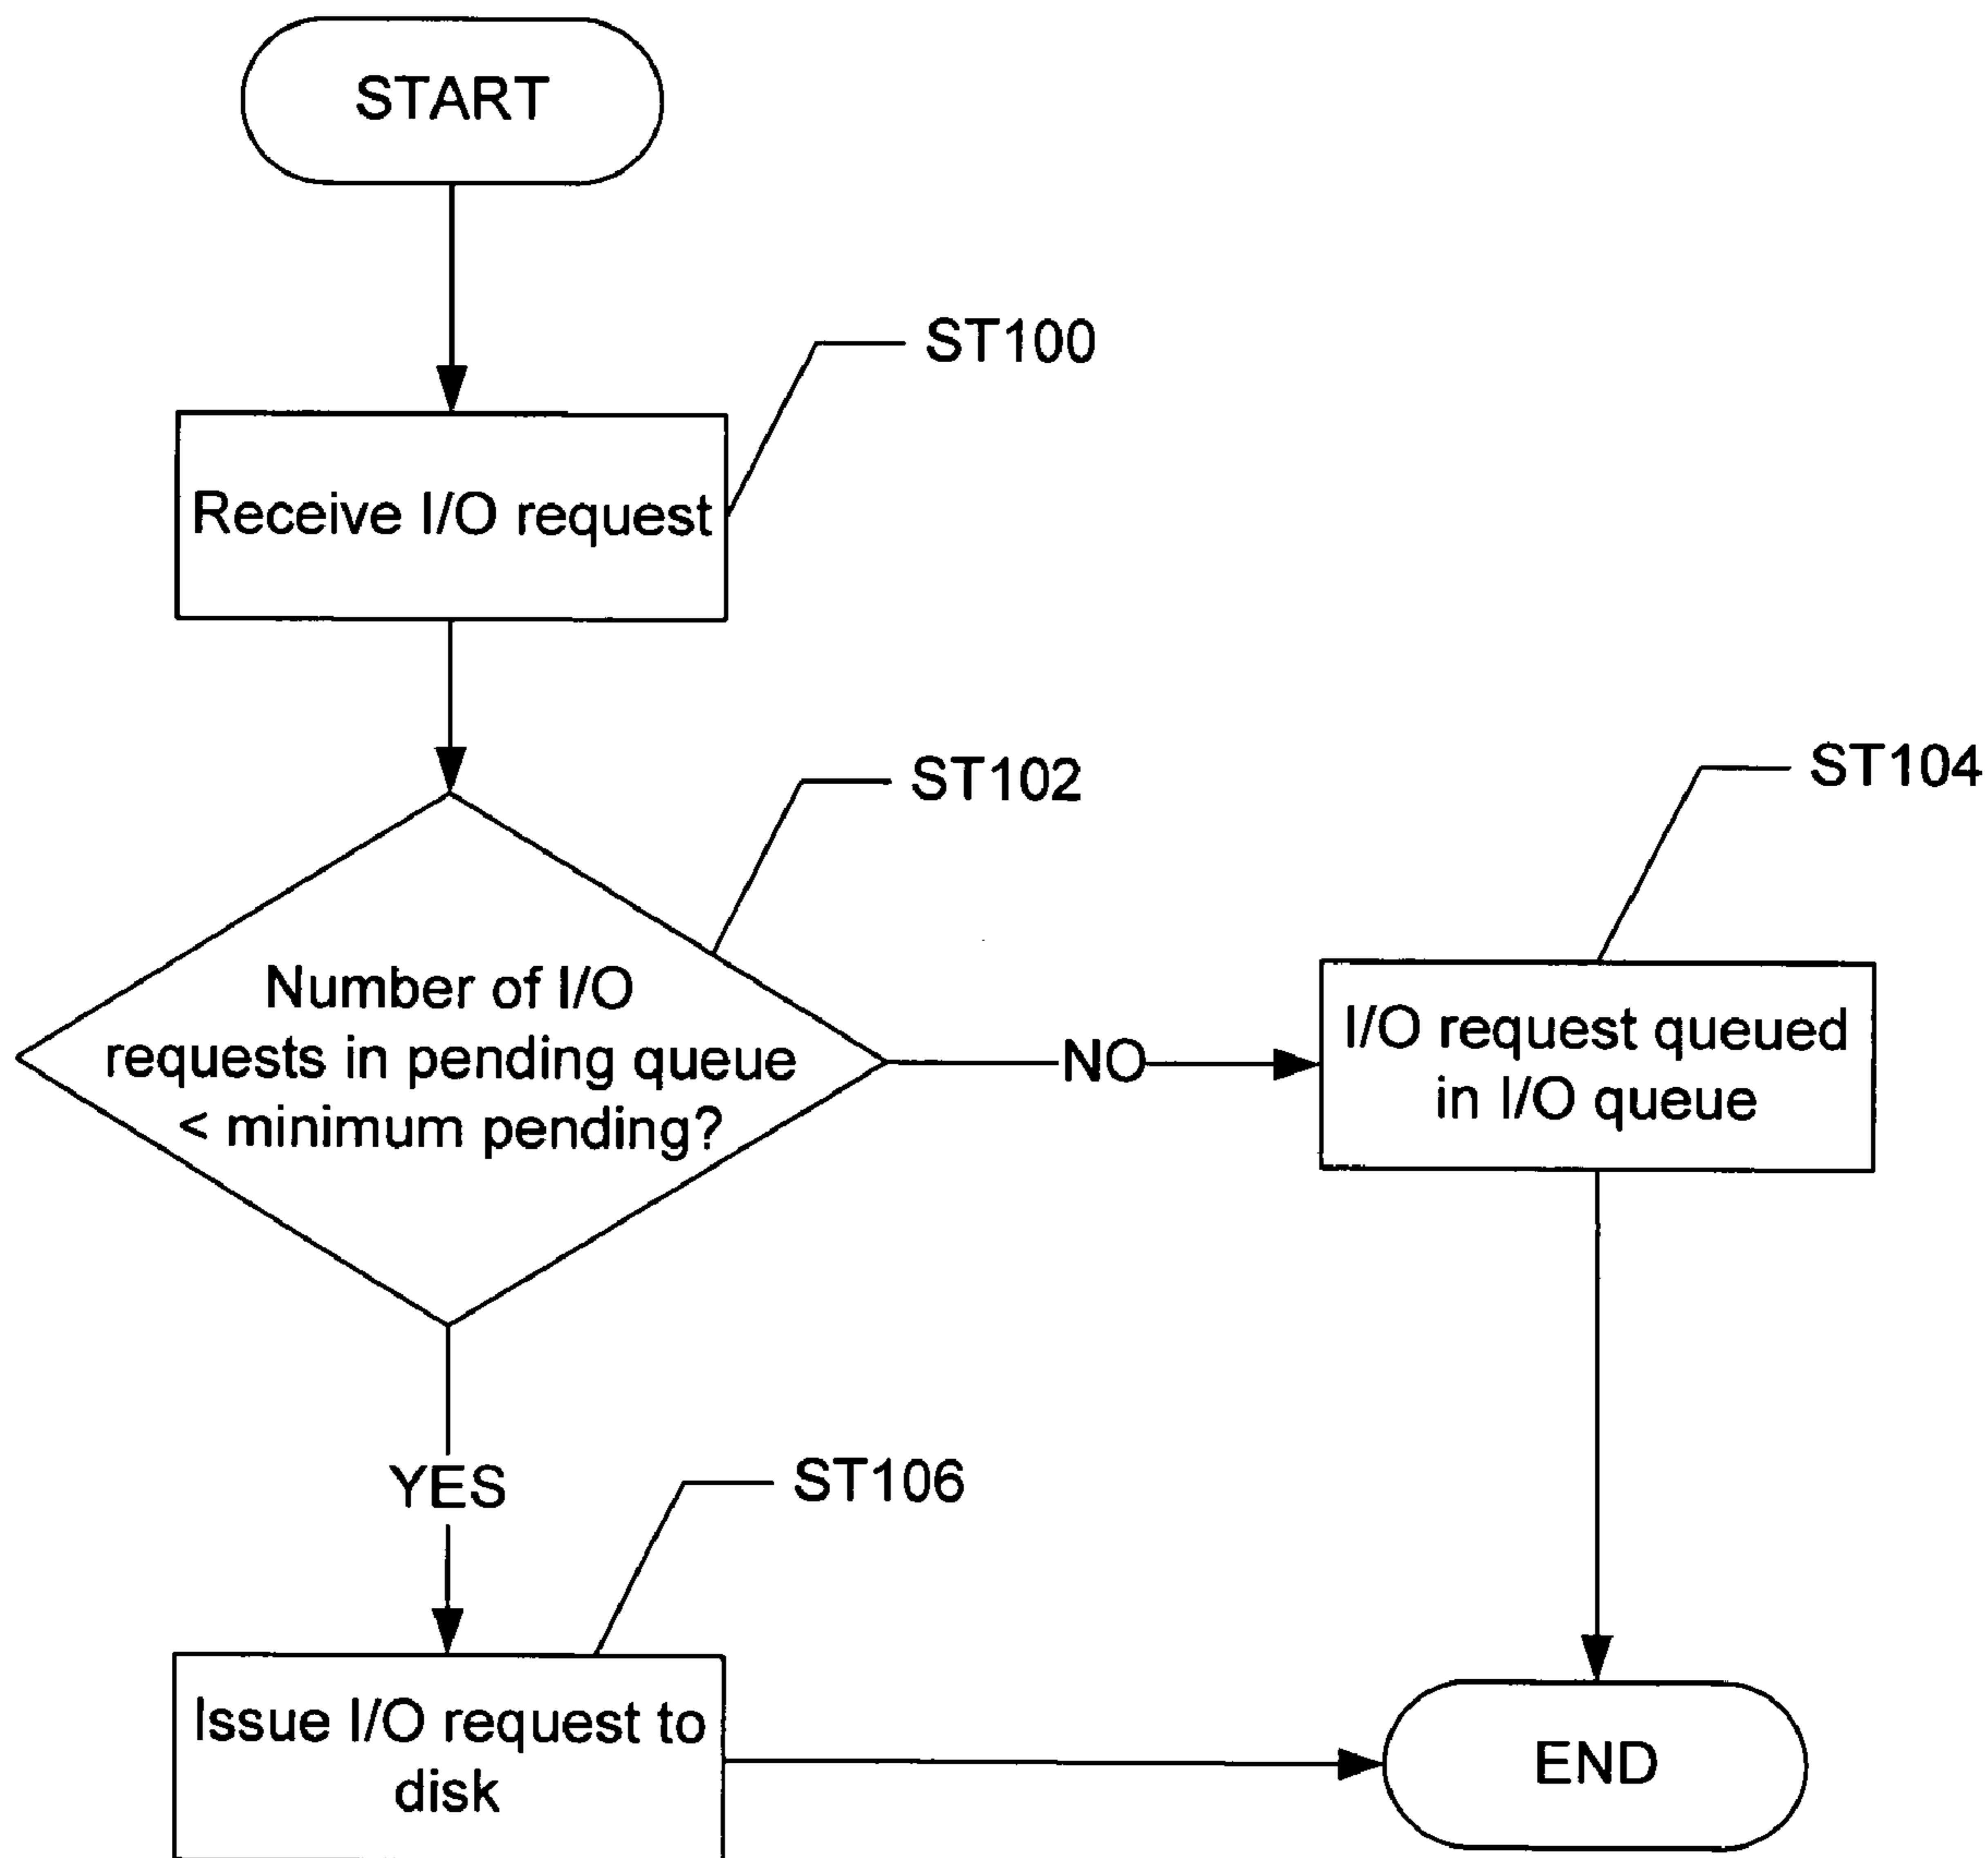 START
ST100
Receive I/O request
ST102
ST104
Number of I/O
requests in pending queue
< minimum pending?
NO
I/O request queued
in I/O queue
YES
ST106
Issue I/O request to
disk
END